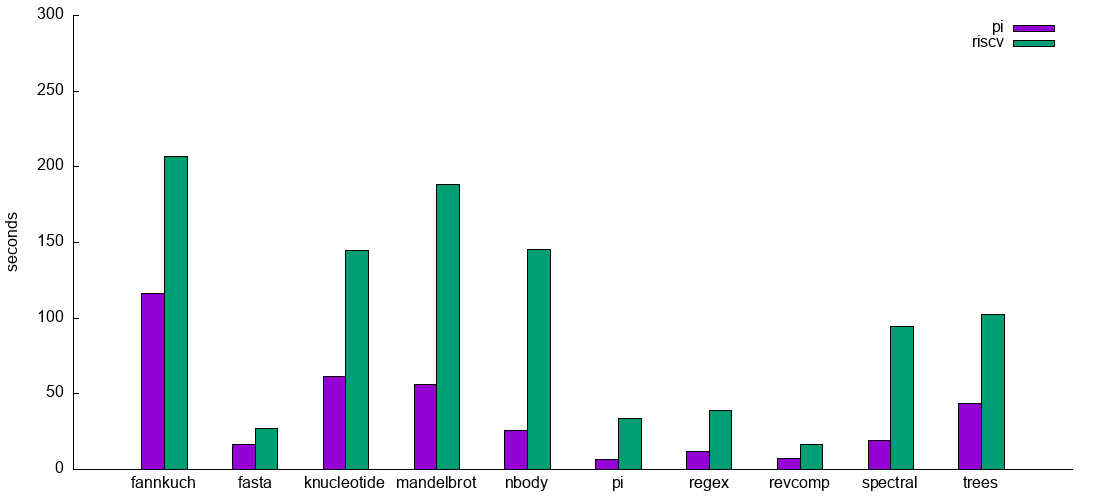 300
250
200
150
100
50
0
seconds
pi
riscv
fannkuch fasta knucleotide mandelbrot nbody pi regex revcomp spectral trees